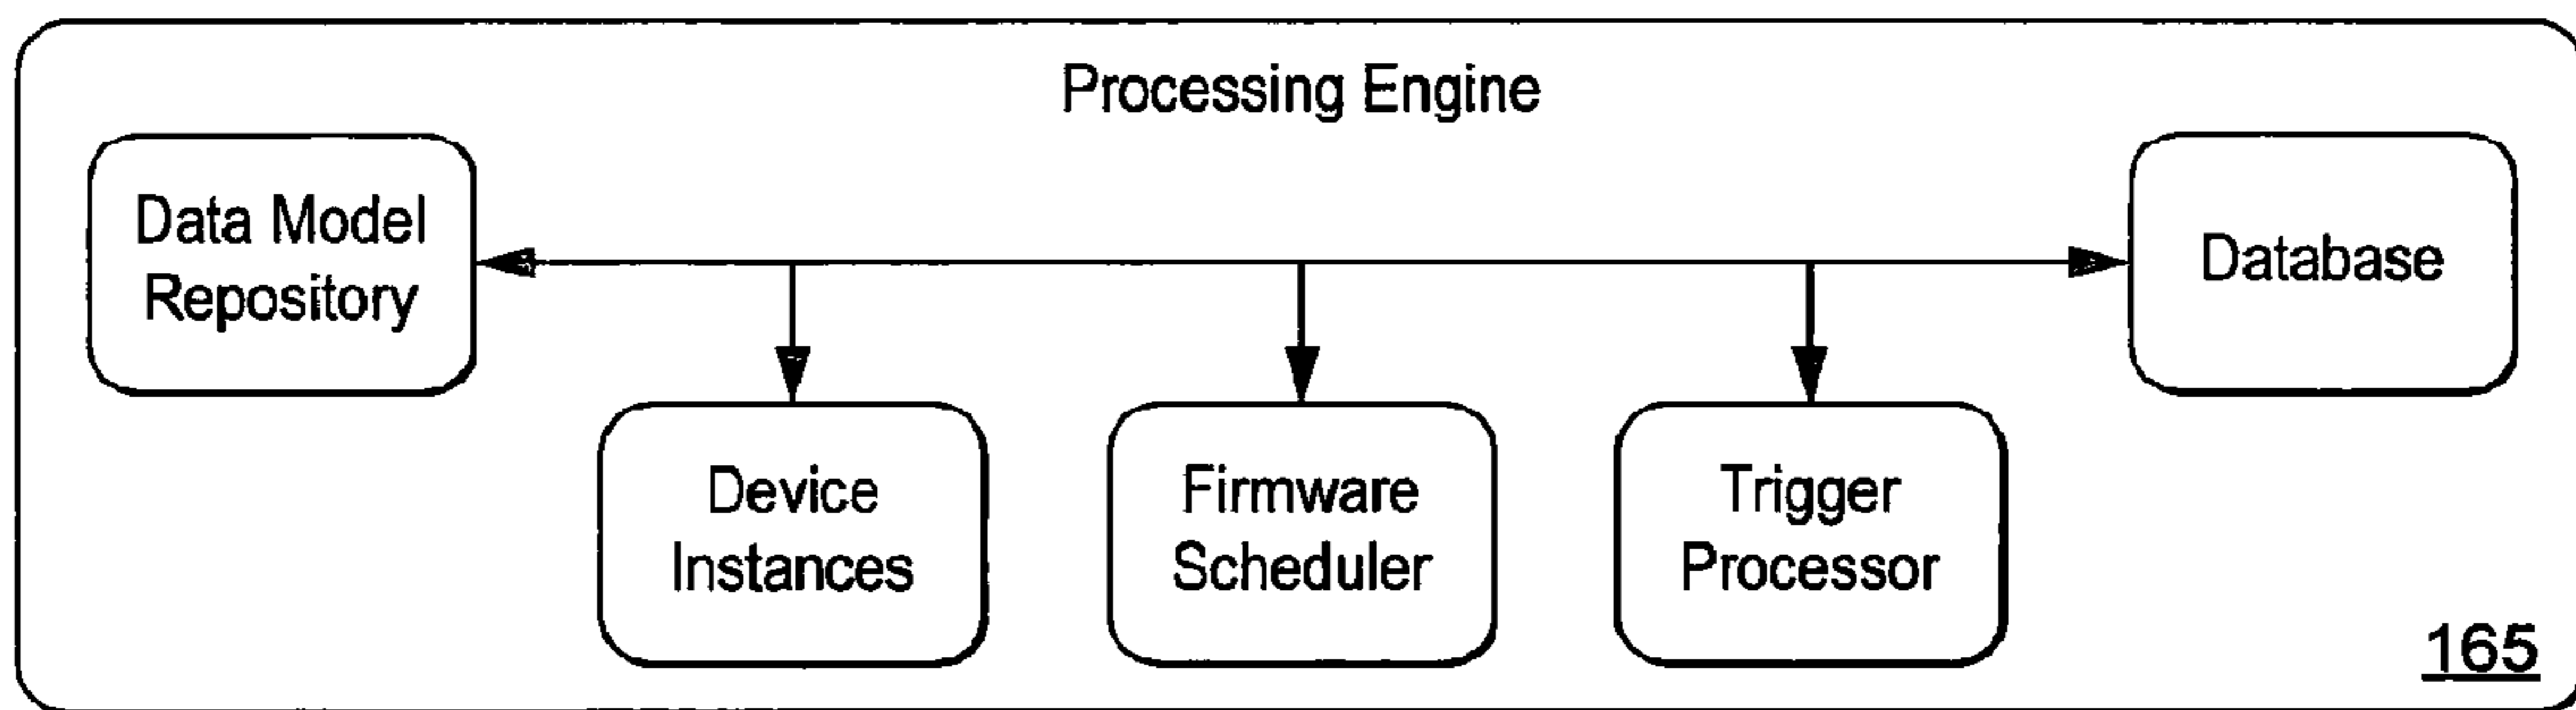 Processing Engine
Data Model
Repository
Database
Device
Instances
Firmware
Scheduler
Trigger
Processor
165